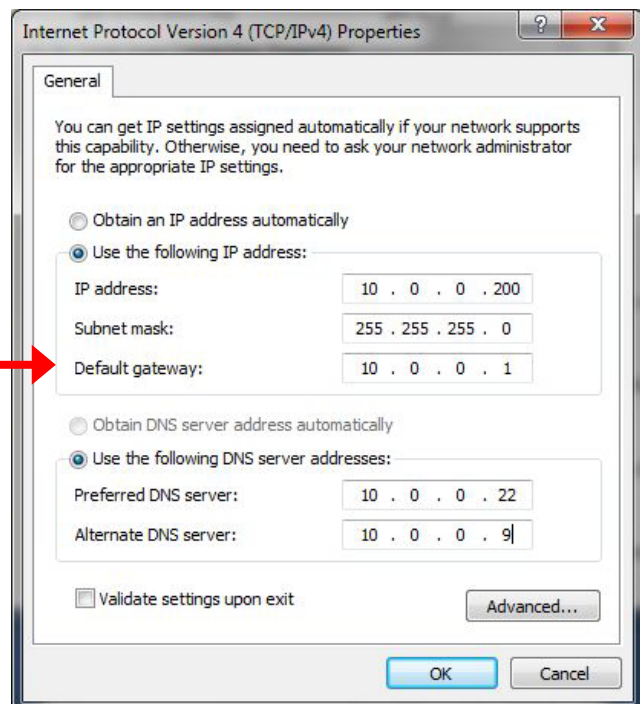 Internet Protocol Version 4 (TCP/IPv4) Properties
?
X
General
You can get IP settings assigned automatically if your network supports
this capability. Otherwise, you need to ask your network administrator
for the appropriate IP settings.
Obtain an IP address automatically
Use the following IP address:
IP address: 10 . 0 . 0 . 200
Subnet mask: 255 . 255 . 255 . 0
Default gateway: 10 . 0 . 0 . 1
Obtain DNS server address automatically
Use the following DNS server addresses:
Preferred DNS server: 10 . 0 . 0 . 22
Alternate DNS server: 10 . 0 . 0 . 9
Validate settings upon exit
Advanced...
OK Cancel